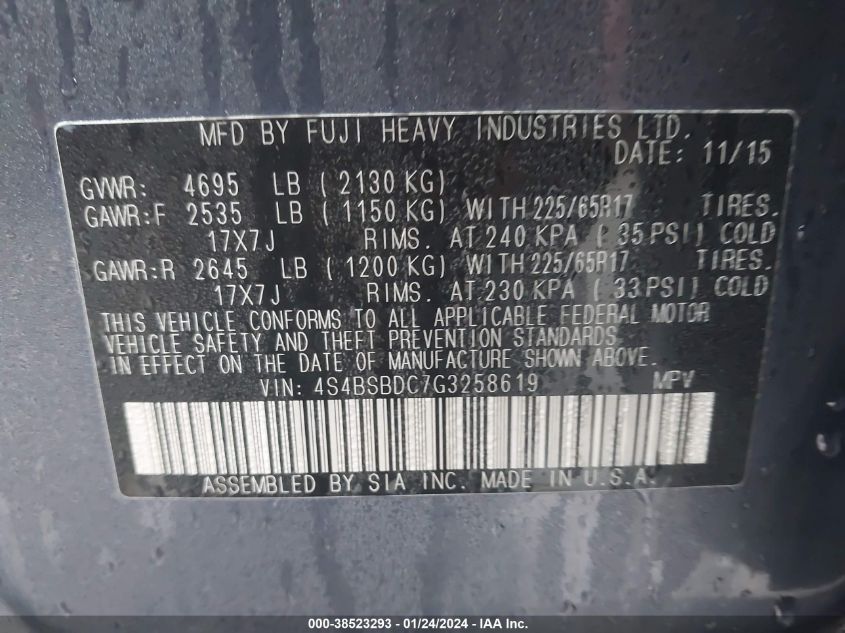 MFD BY FUJI HEAVY INDUSTRIES LTD.
DATE: 11/15
GVWR: 4695 LB ( 2130 KG)
GAWR:F 2535 LB ( 1150 KG) WITH 225/65R17 TIRES.
17X7J RIMS. AT 240 KPA ( 35 PSI) COLD
GAWR:R 2645 LB ( 1200 KG) WITH 225/65R17 TIRES.
17X7J RIMS. AT 230 KPA ( 33 PSI) COLD
THIS VEHICLE CONFORMS TO ALL APPLICABLE FEDERAL MOTOR
VEHICLE SAFETY AND THEFT PREVENTION STANDARDS
IN EFFECT ON THE DATE OF MANUFACTURE SHOWN ABOVE.
VIN: 4S4BSBDC7G3258619 MPV
ASSEMBLED BY SIA INC. MADE IN U.S.A.
000-38523293 - 01/24/2024 - IAAI Inc.